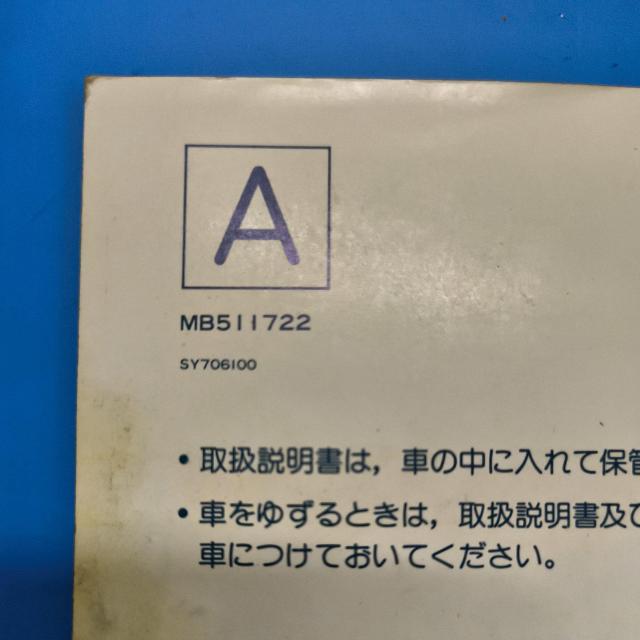 A
MB511722
SY706100
・取扱説明書は，車の中に入れて保管
・車をゆずるときは，取扱説明書及び
車につけておいてください。